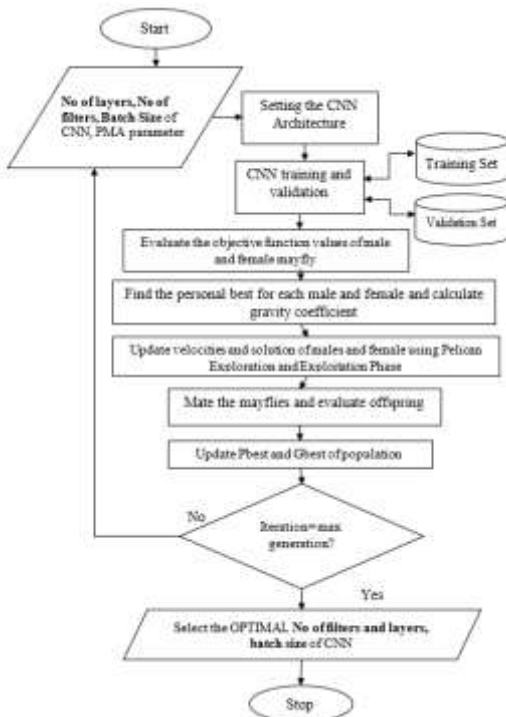 Start
No of layers, No of
filters, Batch Size of
CNN, PMA parameter
Setting the CNN
Architecture
CNN training and
validation
Training Set
Validation Set
Evaluate the objective function values of male
and female mayfly
Find the personal best for each male and female and calculate
gravity coefficient
Update velocities and solution of males and female using Pelican
Exploration and Exploitation Phase
Mate the mayflies and evaluate offspring
Update Pbest and Gbest of population
No
Iteration=max
generation?
Yes
Select the OPTIMAL No of filters and layers,
batch size of CNN
Stop